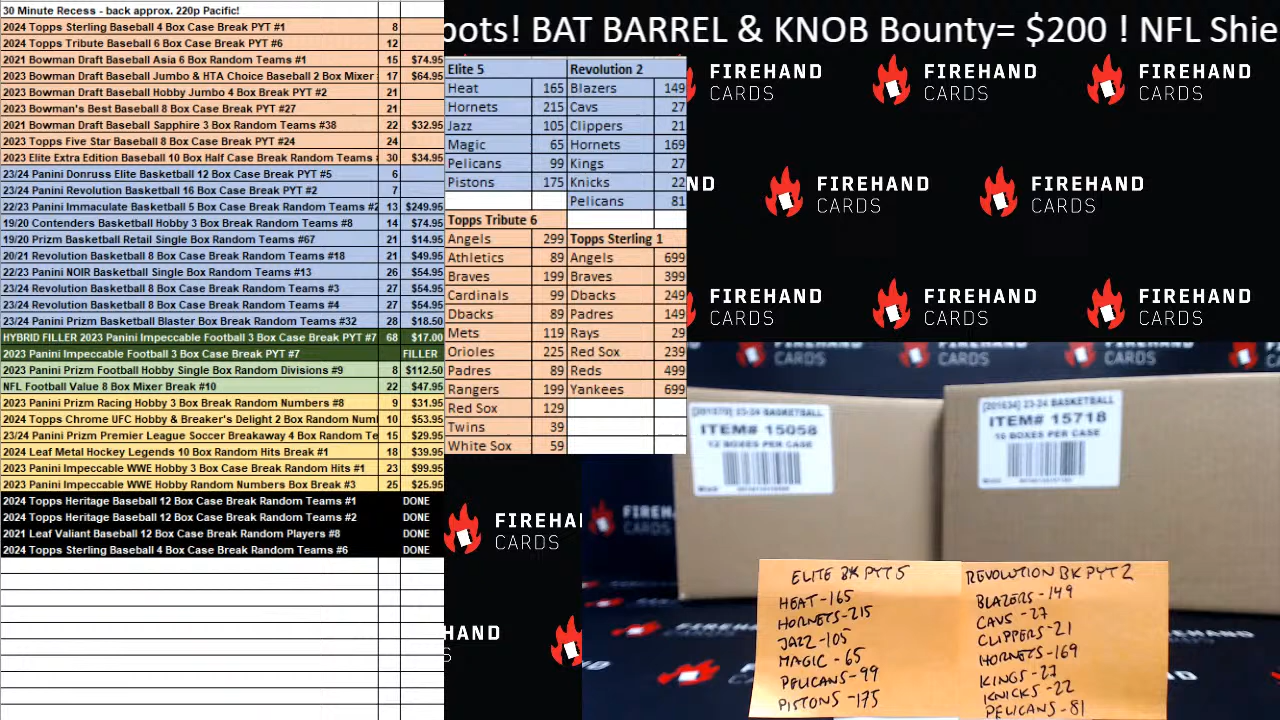 30 Minute Recess - back approx. 220p Pacific!
2024 Topps Sterling Baseball 4 Box Case Break PYT #1 8
2024 Topps Tribute Baseball 6 Box Case Break PYT #6 12
2021 Bowman Draft Baseball Asia 6 Box Random Teams #1 15 $74.95
2023 Bowman Draft Baseball Jumbo & HTA Choice Baseball 2 Box Mixer 17 $64.95
2023 Bowman Draft Baseball Hobby Jumbo 4 Box PYT #2 21
2023 Bowman's Best Baseball 8 Box Case Break PYT #27 21
2021 Bowman Draft Baseball Sapphire 3 Box Random Teams #38 22 $32.95
2023 Topps Five Star Baseball 8 Box Case Break PYT #24 24
2023 Elite Extra Edition Baseball 10 Box Half Case Break Random Teams 30 $34.95
23/24 Panini Donruss Elite Basketball 12 Box PYT #5 6
23/24 Panini Revolution Basketball 16 Box Case PYT #2 7
22/23 Panini Immaculate Basketball 5 Box Case Break Random Teams #2 13 $249.95
19/20 Contenders Basketball Hobby 3 Box Random Teams #8 14 $74.95
19/20 Prizm Basketball Retail Single Box Random Teams #67 21 $14.95
20/21 Revolution Basketball 8 Box Case Random Teams #18 21 $49.95
22/23 Panini NOIR Basketball Single Box Random Teams #13 26 $54.95
23/24 Revolution Basketball 8 Box Case Random Teams #3 27 $54.95
23/24 Revolution Basketball 8 Box Case Random Teams #4 27 $54.95
23/24 Panini Prizm Basketball Blaster Box Break Random Teams #32 28 $18.50
HYBRID FILLER 2023 Panini Impeccable Football 3 Box Case Break PYT #7 68 $17.00
2023 Panini Impeccable Football 3 Box Case Break PYT #7 FILLER
2023 Panini Prizm Football Hobby Single Box Random Divisions #9 8 $112.50
NFL Football Value 8 Box Mixer Break #10 22 $47.95
2023 Panini Prizm Racing Hobby 3 Box Break Random Numbers #8 9 $31.95
2024 Topps Chrome UFC Hobby & Breaker's Delight 2 Box Random Numl 10 $53.95
23/24 Panini Prizm Premier League Soccer Breakaway 4 Box Random Te 15 $29.95
2024 Leaf Metal Hockey Legends 10 Box Random Hits Break #1 18 $39.95
2023 Panini Impeccable WWE Hobby 3 Box Case Break Random Hits #1 23 $99.95
2023 Panini Impeccable WWE Hobby Random Numbers Box Break #3 25 $25.95
2024 Topps Heritage Baseball 12 Box Case Break Random Teams #1 DONE
2024 Topps Heritage Baseball 12 Box Case Break Random Teams #2 DONE
2021 Leaf Valiant Baseball 12 Box Case Break Random Players #8 DONE
2024 Topps Sterling Baseball 4 Box Case Break Random Teams #6 DONE
pots! BAT BARREL & KNOB Bounty= $200 ! NFL Shie
Elite 5
Heat 165
Hornets 215
Jazz 105
Magic 65
Pelicans 99
Pistons 175
Revolution 2
Blazers 149
Cavs 27
Clippers 21
Hornets 169
Kings 27
Knicks 22
Pelicans 81
Topps Tribute 6
Angels 299
Athletics 89
Braves 199
Cardinals 99
Dbacks 89
Mets 119
Orioles 225
Padres 89
Rangers 199
Red Sox 129
Twins 39
White Sox 59
Topps Sterling 1
Angels 699
Braves 399
Dbacks 249
Padres 149
Rays 29
Red Sox 239
Reds 499
Yankees 699
FIREHAND CARDS
FIREHAND CARDS
FIREHAND CARDS
ND
FIREHAND CARDS
FIREHAND CARDS
FIREHAND CARDS
FIREHAND CARDS
FIREHAND CARDS
FIREHAND CARDS
CARDS
HAND
23-24 BASKETBALL
ITEM# 15058
12 BOXES PER CASE
[201634] 23-24 BASKETBALL
ITEM# 15718
16 BOXES PER CASE
ELITE BK PYT 5
HEAT-165
HORNETS-215
JAZZ-105
MAGIC-65
PELICANS-99
PISTONS-175
REVOLUTION BK PYT 2
BLAZERS-149
CAVS-27
CLIPPERS-21
HORNETS-169
KINGS-27
KNICKS-22
PELICANS-81